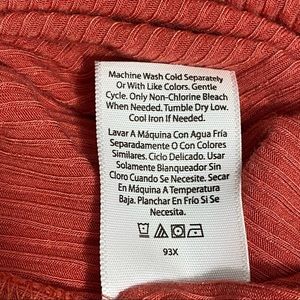 Machine Wash Cold Separately
Or With Like Colors. Gentle
Cycle. Only Non-Chlorine Bleach
When Needed. Tumble Dry Low.
Cool Iron If Needed.
Lavar A Máquina Con Agua Fría
Separadamente O Con Colores
Similares. Ciclo Delicado. Usar
Solamente Blanqueador Sin
Cloro Cuando Se Necesite. Secar
En Máquina A Temperatura
Baja. Planchar En Frío Si Se
Necesite.
93X